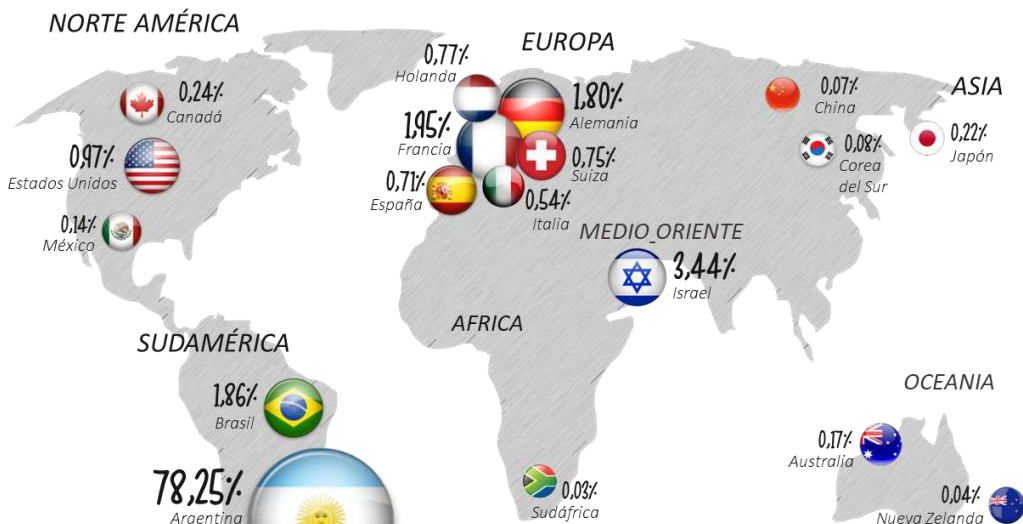 NORTE AMÉRICA
0,24%
Canadá
0,97%
Estados Unidos
0,14%
México
EUROPA
0,77%
Holanda
1,80%
Alemania
1,95%
Francia
0,75%
Suiza
0,71%
España
0,54%
Italia
ASIA
0,07%
China
0,08%
Corea
del Sur
0,22%
Japón
MEDIO_ORIENTE
3,44%
Israel
AFRICA
0,03%
Sudáfrica
SUDAMÉRICA
1,86%
Brasil
78,25%
Argentina
OCEANIA
0,17%
Australia
0,04%
Nueva Zelanda